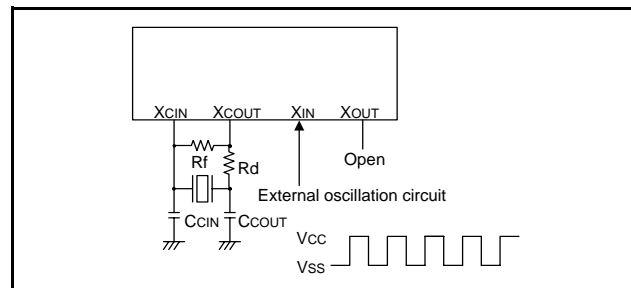 XCIN XCOUT XIN XOUT
Rf
Rd
Open
External oscillation circuit
CCIN CCOUT
VCC
VSS